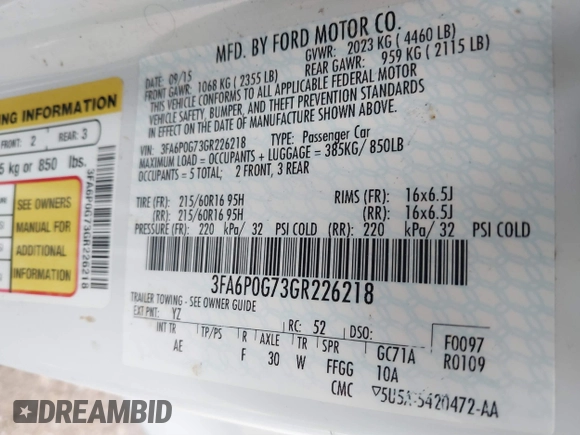 MFD. BY FORD MOTOR CO.
DATE: 09/15 GVWR: 2023 KG ( 4460 LB)
FRONT GAWR: 1068 KG ( 2355 LB) REAR GAWR: 959 KG ( 2115 LB)
THIS VEHICLE CONFORMS TO ALL APPLICABLE FEDERAL MOTOR
VEHICLE SAFETY, BUMPER, AND THEFT PREVENTION STANDARDS
IN EFFECT ON THE DATE OF MANUFACTURE SHOWN ABOVE.
VIN: 3FA6P0G73GR226218 TYPE: Passenger Car
MAXIMUM LOAD = OCCUPANTS + LUGGAGE = 385KG/ 850LB
OCCUPANTS = 5 TOTAL; 2 FRONT, 3 REAR
TIRE (FR): 215/60R16 95H RIMS (FR): 16x6.5J
(RR): 215/60R16 95H (RR): 16x6.5J
PRESSURE (FR): 220 kPa/ 32 PSI COLD (RR): 220 kPa/ 32 PSI COLD
3FA6P0G73GR226218
TRAILER TOWING - SEE OWNER GUIDE
EXT PNT: YZ RC: 52 DSO: F0097
INT TR TP/PS R AXLE TR SPR GC71A R0109
AE F 30 W FFGG 10A
CMC 5U5A-5420472-AA
ING INFORMATION
FRONT: 2 REAR: 3
5 kg or 850 lbs.
SEE OWNERS
MANUAL FOR
ADDITIONAL
INFORMATION
3FA6P0G73GR226218
DREAMBID